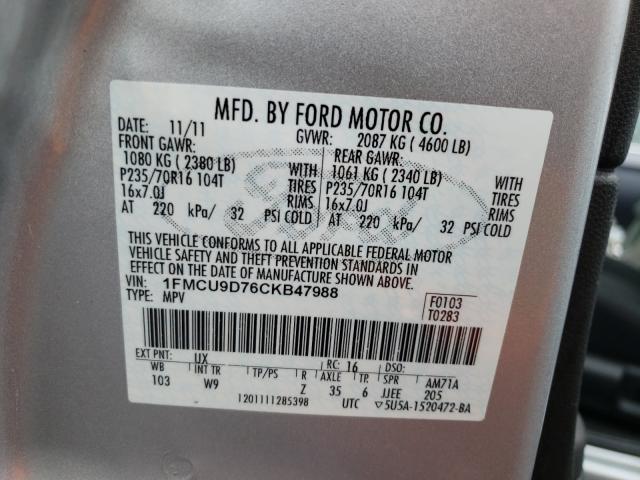 MFD. BY FORD MOTOR CO.
DATE: 11/11 GVWR: 2087 KG ( 4600 LB)
FRONT GAWR: REAR GAWR:
1080 KG ( 2380 LB) WITH 1061 KG ( 2340 LB) WITH
P235/70R16 104T TIRES P235/70R16 104T TIRES
16x7.0J RIMS 16x7.0J RIMS
AT 220 kPa/ 32 PSI COLD AT 220 kPa/ 32 PSI COLD
Ford
THIS VEHICLE CONFORMS TO ALL APPLICABLE FEDERAL MOTOR
VEHICLE SAFETY AND THEFT PREVENTION STANDARDS IN
EFFECT ON THE DATE OF MANUFACTURE SHOWN ABOVE.
VIN: 1FMCU9D76CKB47988
TYPE: MPV
F0103
T0283
EXT PNT: UX RC: 16 DSO:
WB INT TR TP/PS R AXLE TP. SPR AM71A
103 W9 Z 35 6 JJEE 205
1201111285398 UTC ▽5U5A-1520472-BA